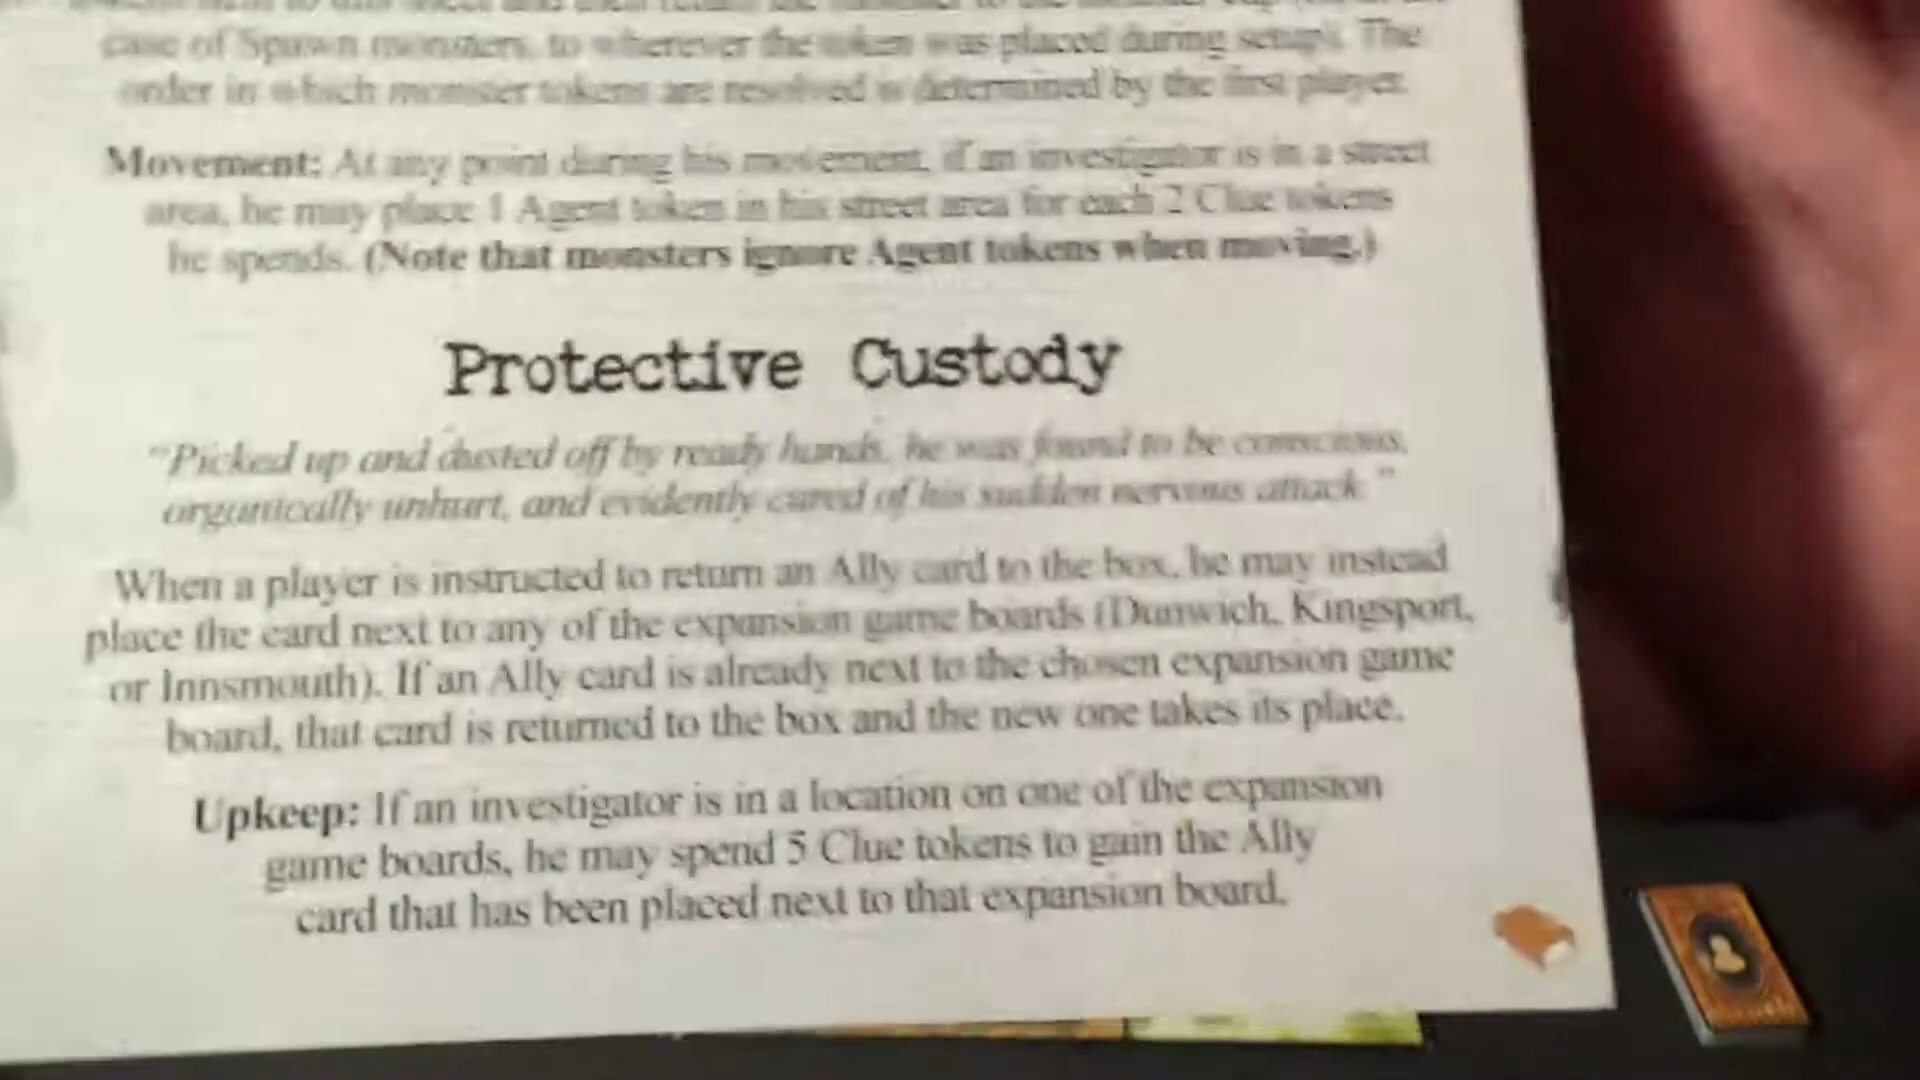 case of Spawn monsters, to wherever the token was placed during setup). The
order in which monster tokens are resolved is determined by the first player.
Movement: At any point during his movement, if an investigator is in a street
area, he may place 1 Agent token in his street area for each 2 Clue tokens
he spends. (Note that monsters ignore Agent tokens when moving.)
Protective Custody
"Picked up and dusted off by ready hands, he was found to be conscious,
organically unhurt, and evidently cured of his sudden nervous attack."
When a player is instructed to return an Ally card to the box, he may instead
place the card next to any of the expansion game boards (Dunwich, Kingsport,
or Innsmouth). If an Ally card is already next to the chosen expansion game
board, that card is returned to the box and the new one takes its place.
Upkeep: If an investigator is in a location on one of the expansion
game boards, he may spend 5 Clue tokens to gain the Ally
card that has been placed next to that expansion board.